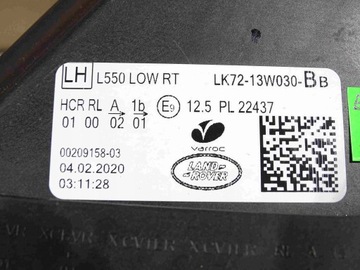 LH L550 LOW RT LK72-13W030-BB
HCR RL A 1b E9 12.5 PL 22437
01 00 02 01
varroc
00209158-03
04.02.2020
03:11:28
LAND-
ROVER